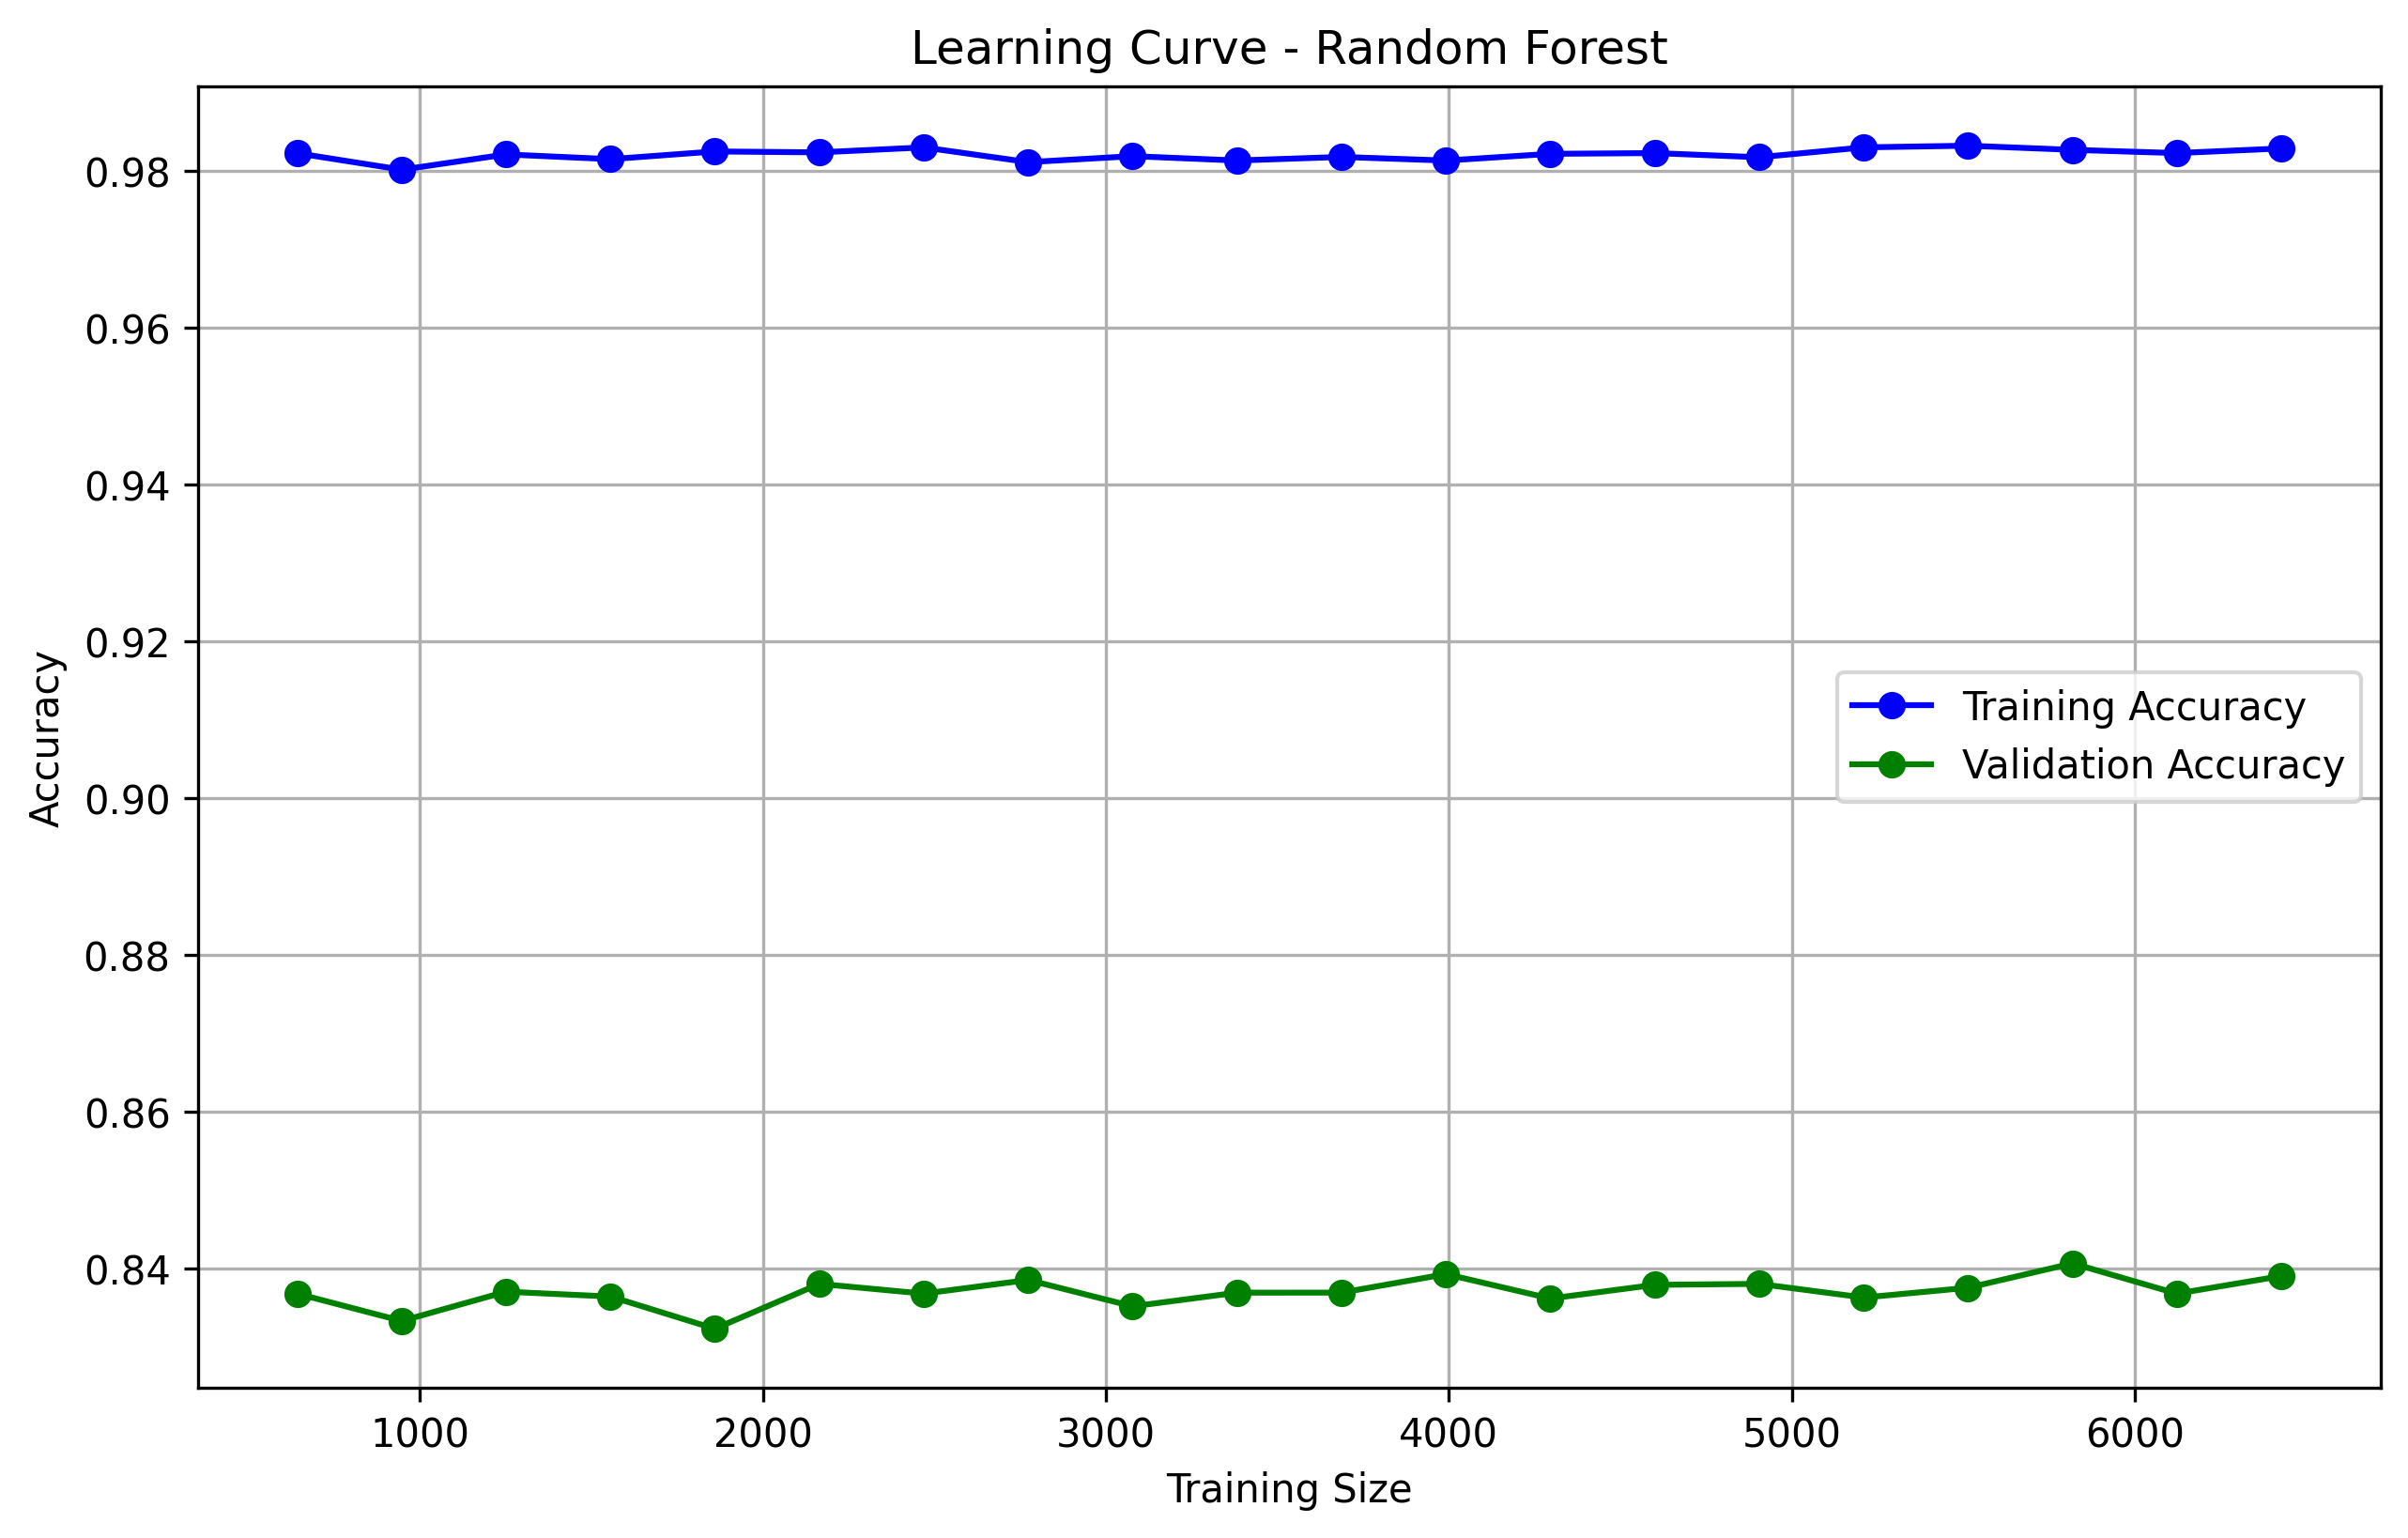 Learning Curve - Random Forest
Accuracy
0.98
0.96
0.94
0.92
0.90
0.88
0.86
0.84
Training Accuracy
Validation Accuracy
1000 2000 3000 4000 5000 6000
Training Size